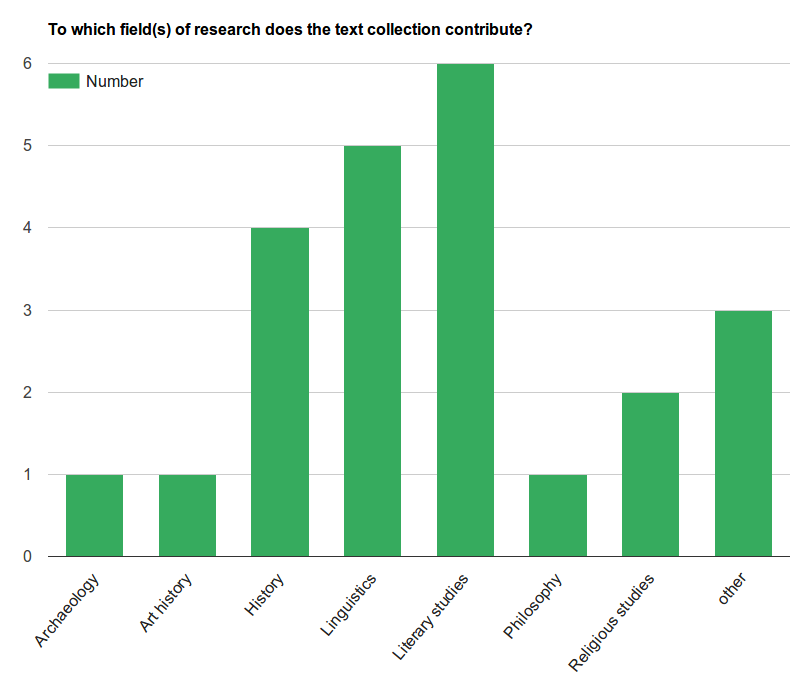 To which field(s) of research does the text collection contribute?
6
Number
5
4
3
2
1
0
Archaeology
Art history
History
Linguistics
Literary studies
Philosophy
Religious studies
other